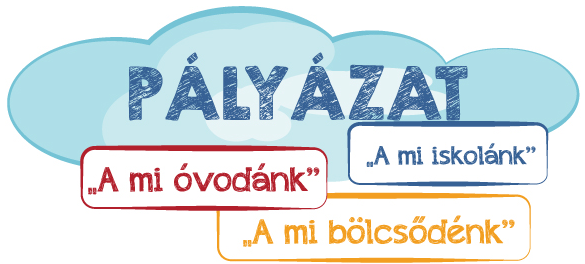 PÁLYÁZAT
„A mi iskolánk”
„A mi óvodánk”
„A mi bölcsődénk”